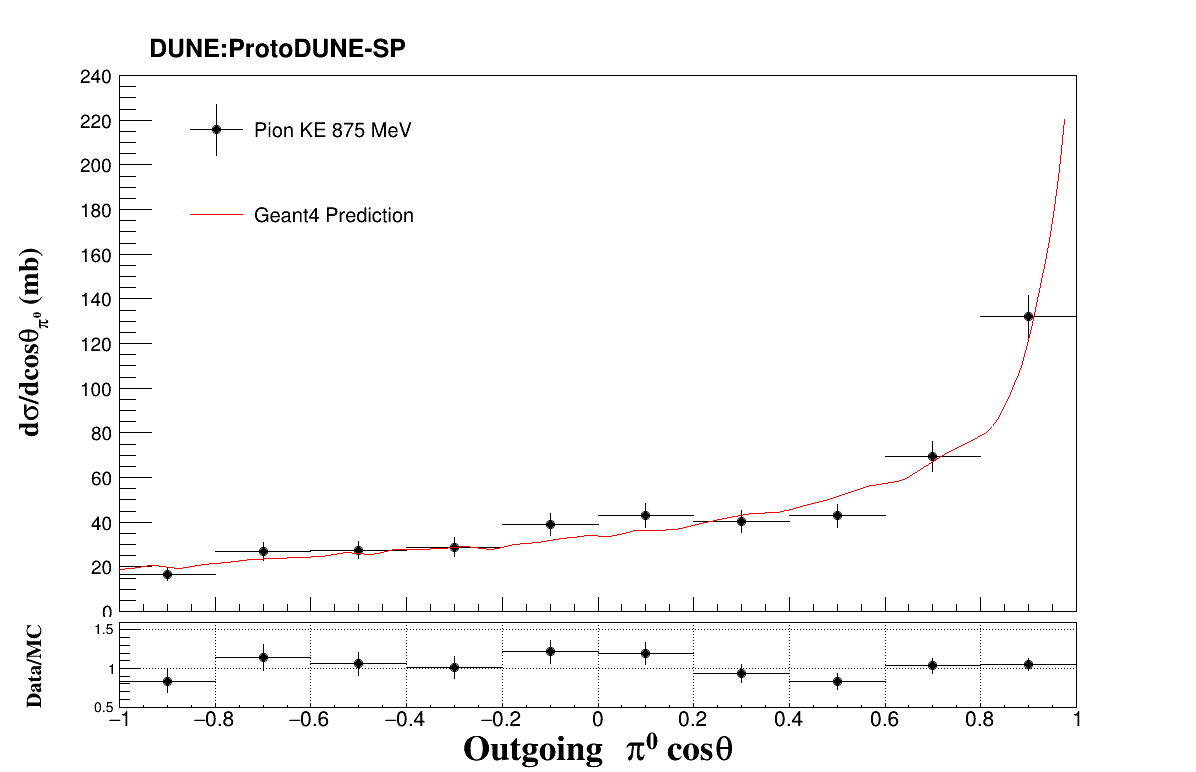 DUNE:ProtoDUNE-SP
240
220
200
180
160
140
120
100
80
60
40
20
0
Pion KE 875 MeV
Geant4 Prediction
dσ/dcosθπ⁰ (mb)
1.5
1
0.5
Data/MC
−1 −0.8 −0.6 −0.4 −0.2 0 0.2 0.4 0.6 0.8 1
Outgoing π⁰ cosθ